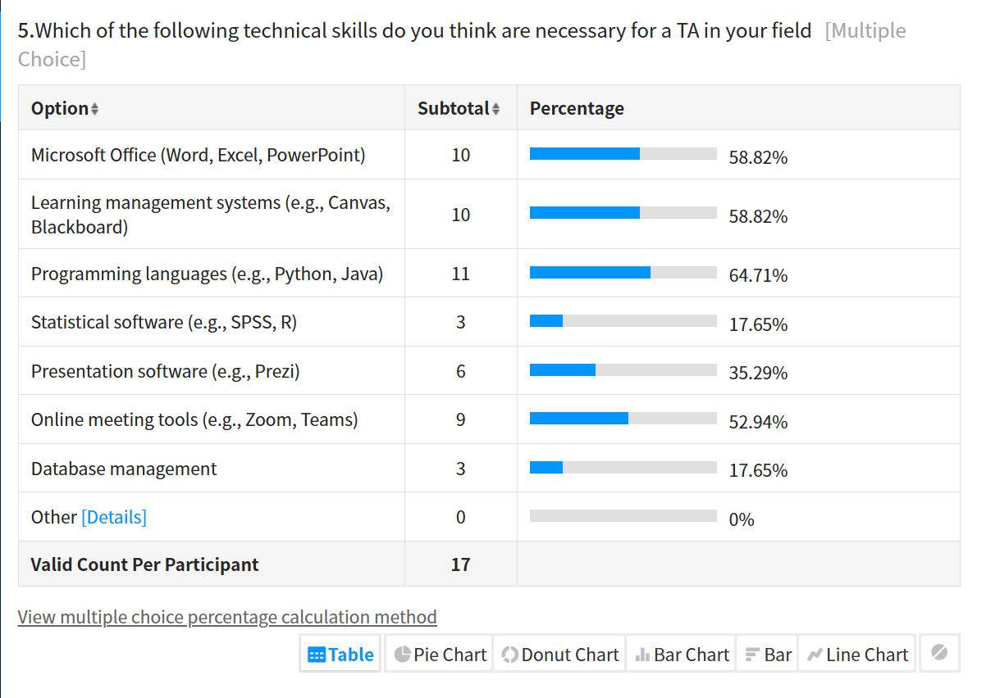 5.Which of the following technical skills do you think are necessary for a TA in your field [Multiple
Choice]
Option Subtotal Percentage
Microsoft Office (Word, Excel, PowerPoint) 10 58.82%
Learning management systems (e.g., Canvas,
Blackboard) 10 58.82%
Programming languages (e.g., Python, Java) 11 64.71%
Statistical software (e.g., SPSS, R) 3 17.65%
Presentation software (e.g., Prezi) 6 35.29%
Online meeting tools (e.g., Zoom, Teams) 9 52.94%
Database management 3 17.65%
Other [Details] 0 0%
Valid Count Per Participant 17
View multiple choice percentage calculation method
Table Pie Chart Donut Chart Bar Chart Bar Line Chart